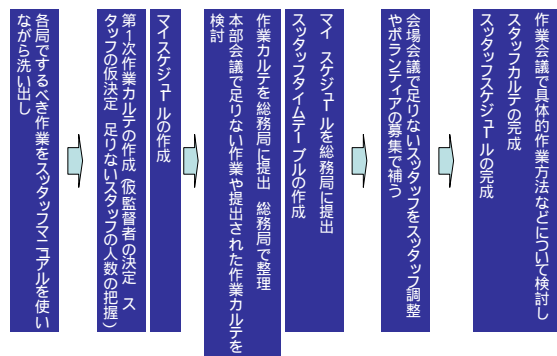 各局でするべき作業をスッタッフマニュアルを使い
ながら洗い出し
第1次作業カルテの作成（仮監督者の決定　ス
タッフの仮決定　足りないスタッフの人数の把握）
マイスケジュールの作成
作業カルテを総務局に提出　総務局で整理
本部会議で足りない作業や提出された作業カルテを
検討
マイ　スケジュールを総務局に提出
スッタッフタイムテーブルの作成
会場会議で足りないスッタッフをスッタッフ調整
やボランティアの募集で補う
作業会議で具体的作業方法などについて検討し
スタッフカルテの完成
スッタッフスケジュールの完成